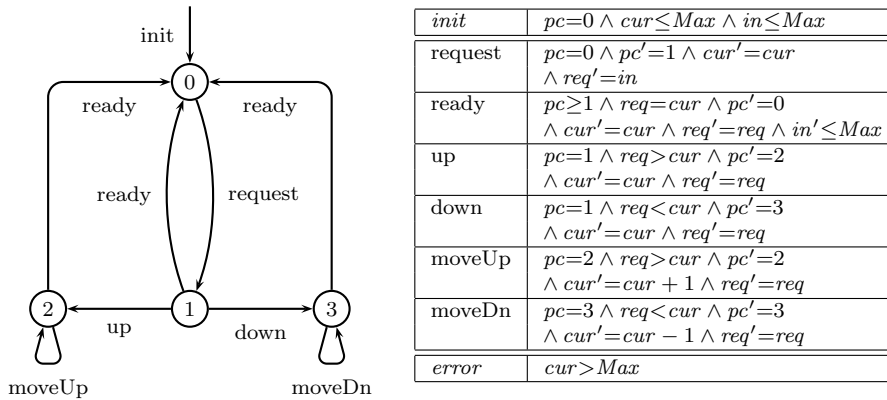 init
0
ready
ready
ready
request
2
1
3
up
down
moveUp
moveDn
init pc=0 ∧ cur≤Max ∧ in≤Max
request pc=0 ∧ pc′=1 ∧ cur′=cur
∧ req′=in
ready pc≥1 ∧ req=cur ∧ pc′=0
∧ cur′=cur ∧ req′=req ∧ in′≤Max
up pc=1 ∧ req>cur ∧ pc′=2
∧ cur′=cur ∧ req′=req
down pc=1 ∧ req<cur ∧ pc′=3
∧ cur′=cur ∧ req′=req
moveUp pc=2 ∧ req>cur ∧ pc′=2
∧ cur′=cur + 1 ∧ req′=req
moveDn pc=3 ∧ req<cur ∧ pc′=3
∧ cur′=cur − 1 ∧ req′=req
error cur>Max